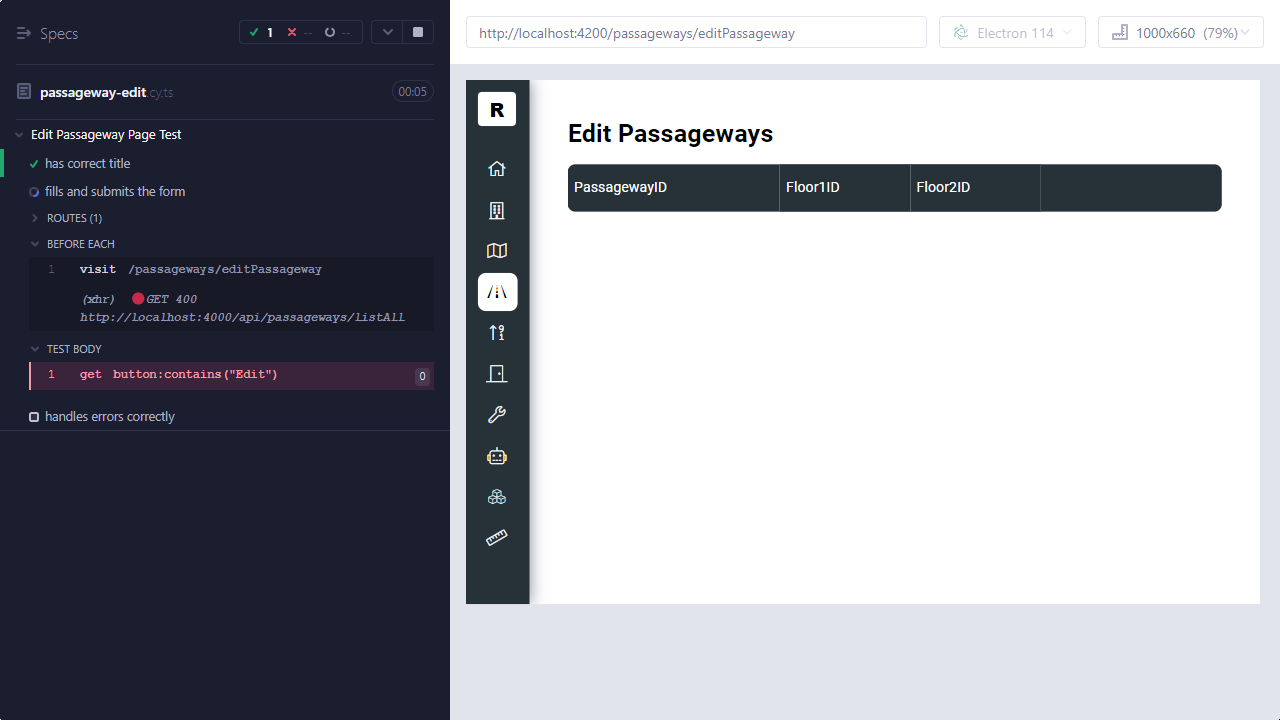 Specs
1
--
--
passageway-edit.cy.ts
00:05
Edit Passageway Page Test
has correct title
fills and submits the form
ROUTES (1)
BEFORE EACH
1 visit /passageways/editPassageway
(xhr) GET 400
http://localhost:4000/api/passageways/listAll
TEST BODY
1 get button:contains("Edit") 0
handles errors correctly
http://localhost:4200/passageways/editPassageway
Electron 114
1000x660 (79%)
R
Edit Passageways
PassagewayID Floor1ID Floor2ID